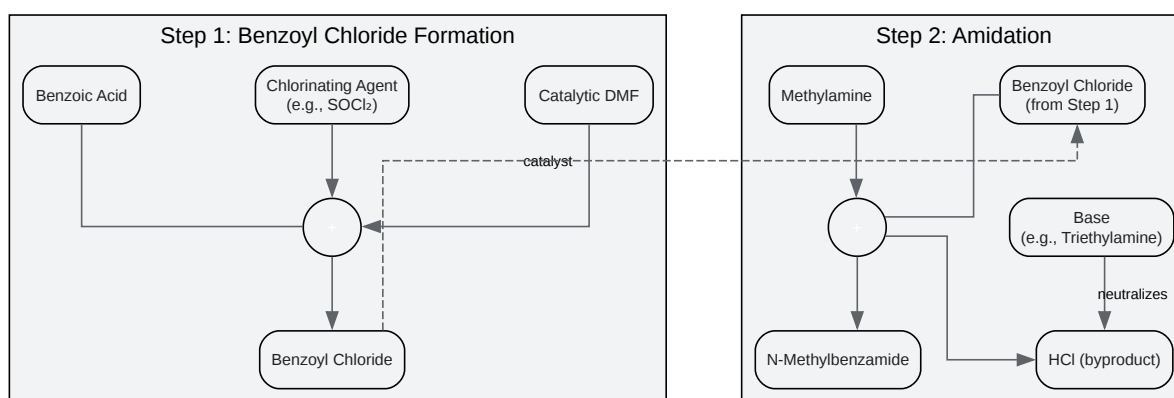 Step 1: Benzoyl Chloride Formation
Benzoic Acid
Chlorinating Agent
(e.g., SOCl₂)
Catalytic DMF
catalyst
+
Benzoyl Chloride
Step 2: Amidation
Methylamine
Benzoyl Chloride
(from Step 1)
+
Base
(e.g., Triethylamine)
neutralizes
N-Methylbenzamide
HCl (byproduct)